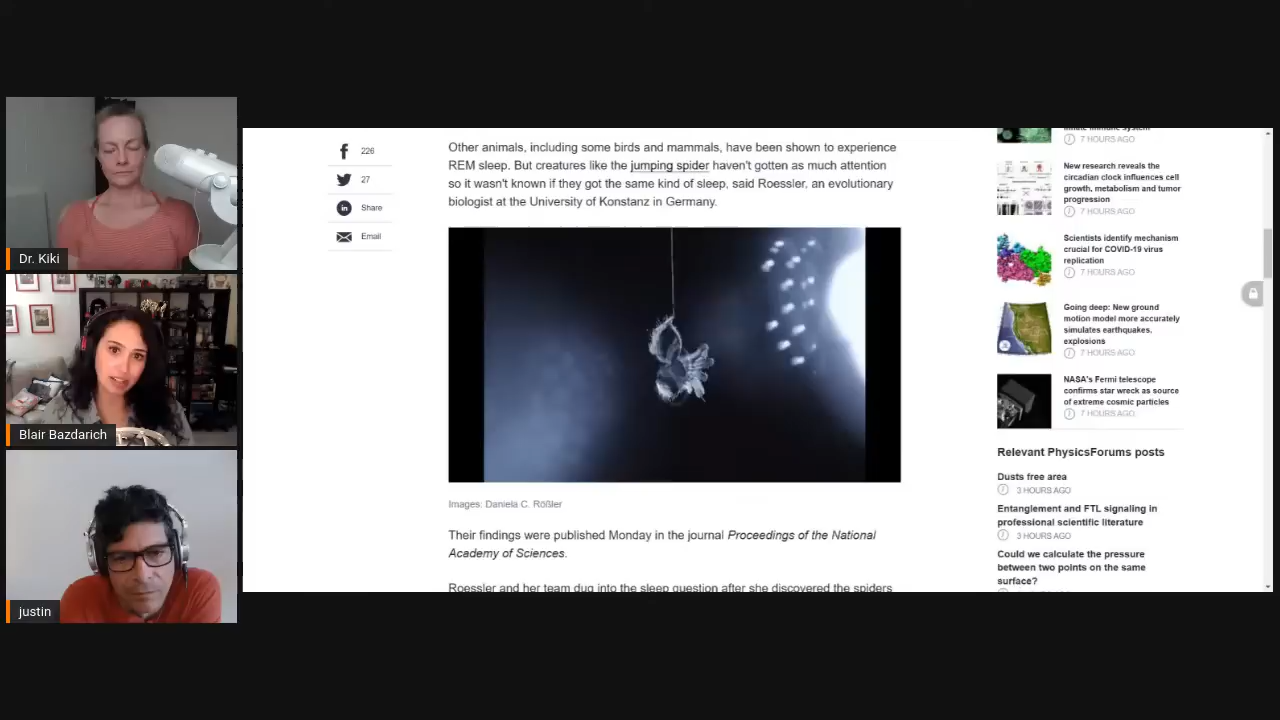 Dr. Kiki
Blair Bazdarich
justin
226
27
Share
Email
Other animals, including some birds and mammals, have been shown to experience
REM sleep. But creatures like the jumping spider haven't gotten as much attention
so it wasn't known if they got the same kind of sleep, said Roessler, an evolutionary
biologist at the University of Konstanz in Germany.
Images: Daniela C. Rößler
Their findings were published Monday in the journal Proceedings of the National
Academy of Sciences.
Roessler and her team dug into the sleep question after she discovered the spiders
innate immune system
7 HOURS AGO
New research reveals the
circadian clock influences cell
growth, metabolism and tumor
progression
7 HOURS AGO
Scientists identify mechanism
crucial for COVID-19 virus
replication
7 HOURS AGO
Going deep: New ground
motion model more accurately
simulates earthquakes,
explosions
7 HOURS AGO
NASA's Fermi telescope
confirms star wreck as source
of extreme cosmic particles
7 HOURS AGO
Relevant PhysicsForums posts
Dusts free area
3 HOURS AGO
Entanglement and FTL signaling in
professional scientific literature
3 HOURS AGO
Could we calculate the pressure
between two points on the same
surface?